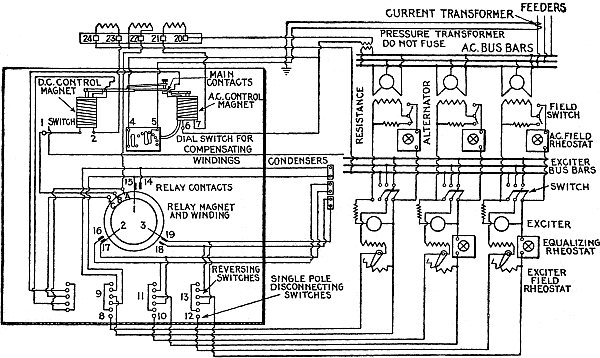 FEEDERS
CURRENT TRANSFORMER
PRESSURE TRANSFORMER
DO NOT FUSE
24 23 22 21 20
A.C. BUS BARS
MAIN
CONTACTS
D.C. CONTROL
MAGNET
A.C. CONTROL
MAGNET
RESISTANCE
ALTERNATOR
FIELD
SWITCH
1 SWITCH 2
4 5 6 7
DIAL SWITCH FOR
COMPENSATING
WINDINGS
A.C. FIELD
RHEOSTAT
CONDENSERS
EXCITER
BUS BARS
15 14
RELAY CONTACTS
SWITCH
RELAY MAGNET
AND WINDING
1
2 3
16
17
19
18
EXCITER
EQUALIZING
RHEOSTAT
REVERSING
SWITCHES
SINGLE POLE
DISCONNECTING
SWITCHES
EXCITER
FIELD
RHEOSTAT
9 11 13
8 10 12